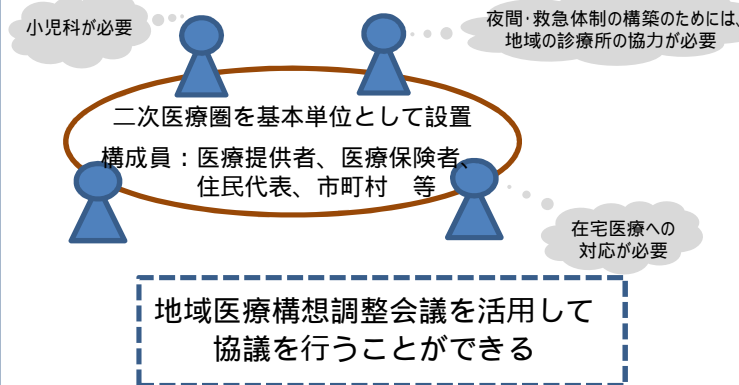 小児科が必要
夜間・救急体制の構築のためには、
地域の診療所の協力が必要
二次医療圏を基本単位として設置
構成員：医療提供者、医療保険者、
住民代表、市町村　等
在宅医療への
対応が必要
地域医療構想調整会議を活用して
協議を行うことができる